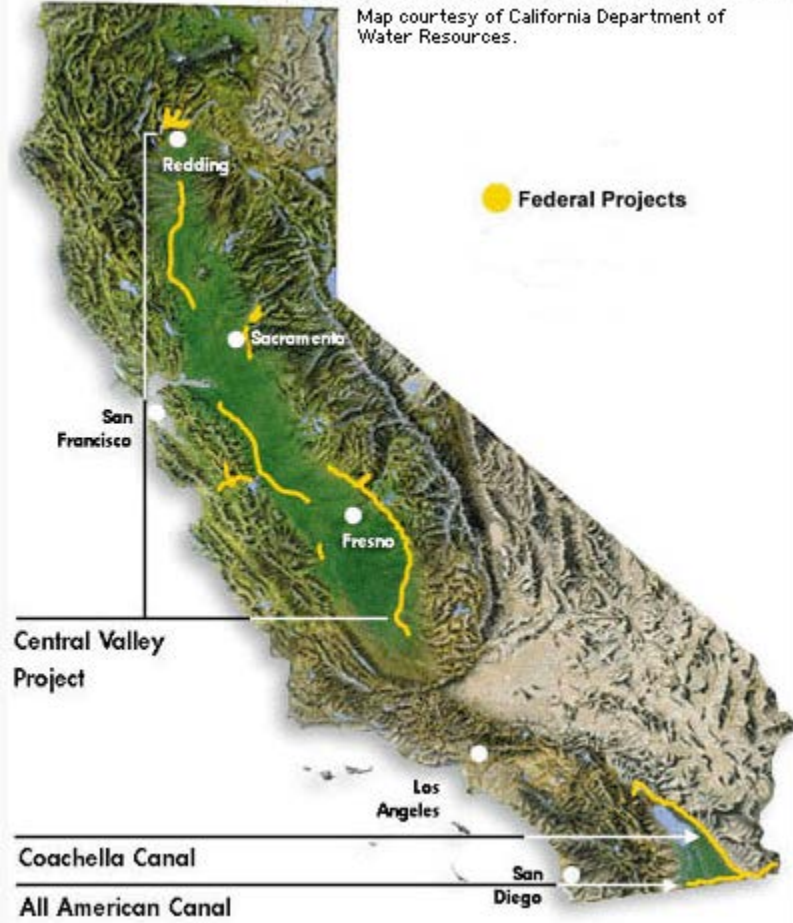 Map courtesy of California Department of
Water Resources.
Redding
Federal Projects
Sacramento
San
Francisco
Fresno
Central Valley
Project
Los
Angeles
Coachella Canal
San
Diego
All American Canal